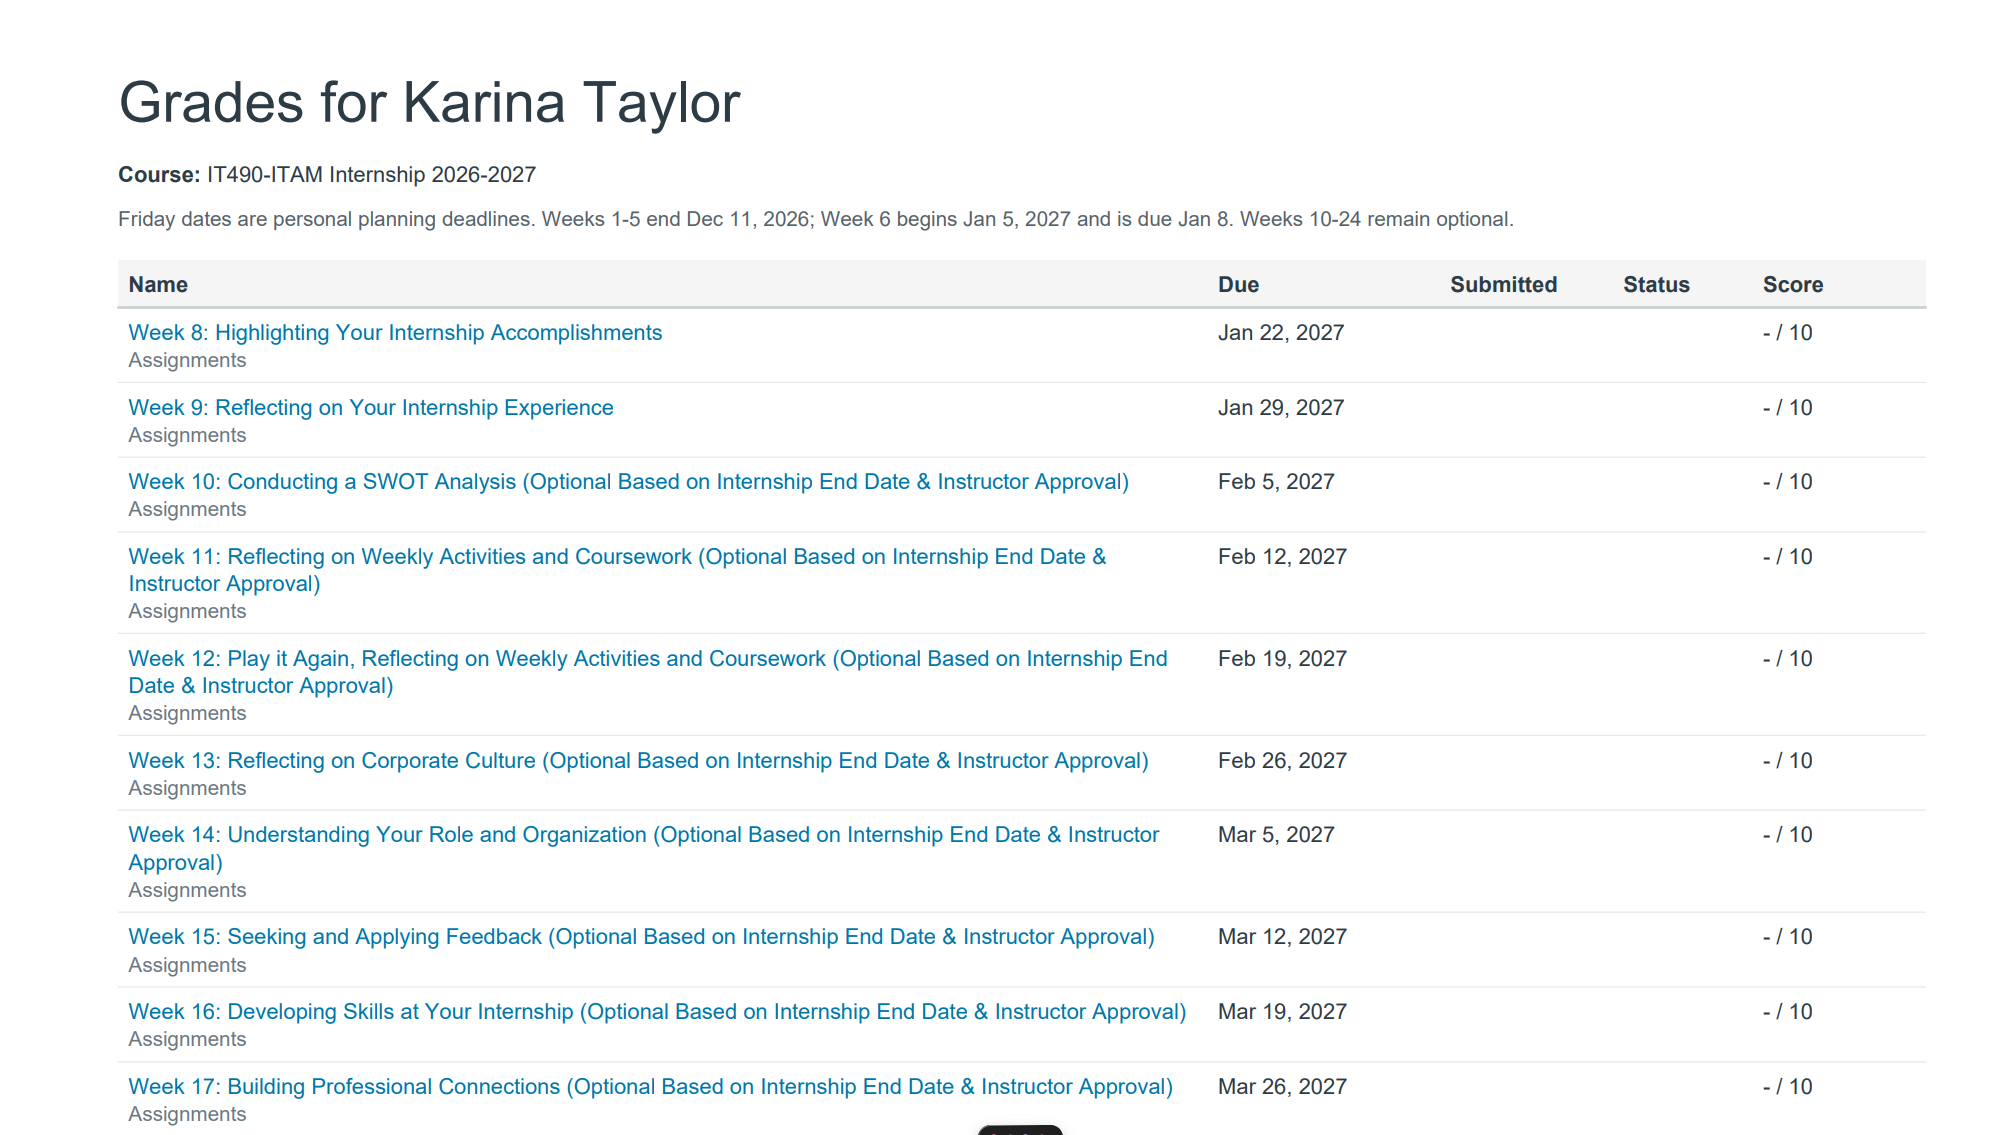 Grades for Karina Taylor
Course: IT490-ITAM Internship 2026-2027
Friday dates are personal planning deadlines. Weeks 1-5 end Dec 11, 2026; Week 6 begins Jan 5, 2027 and is due Jan 8. Weeks 10-24 remain optional.
Name Due Submitted Status Score
Week 8: Highlighting Your Internship Accomplishments Jan 22, 2027 - / 10
Assignments
Week 9: Reflecting on Your Internship Experience Jan 29, 2027 - / 10
Assignments
Week 10: Conducting a SWOT Analysis (Optional Based on Internship End Date & Instructor Approval) Feb 5, 2027 - / 10
Assignments
Week 11: Reflecting on Weekly Activities and Coursework (Optional Based on Internship End Date & Feb 12, 2027 - / 10
Instructor Approval)
Assignments
Week 12: Play it Again, Reflecting on Weekly Activities and Coursework (Optional Based on Internship End Feb 19, 2027 - / 10
Date & Instructor Approval)
Assignments
Week 13: Reflecting on Corporate Culture (Optional Based on Internship End Date & Instructor Approval) Feb 26, 2027 - / 10
Assignments
Week 14: Understanding Your Role and Organization (Optional Based on Internship End Date & Instructor Mar 5, 2027 - / 10
Approval)
Assignments
Week 15: Seeking and Applying Feedback (Optional Based on Internship End Date & Instructor Approval) Mar 12, 2027 - / 10
Assignments
Week 16: Developing Skills at Your Internship (Optional Based on Internship End Date & Instructor Approval) Mar 19, 2027 - / 10
Assignments
Week 17: Building Professional Connections (Optional Based on Internship End Date & Instructor Approval) Mar 26, 2027 - / 10
Assignments